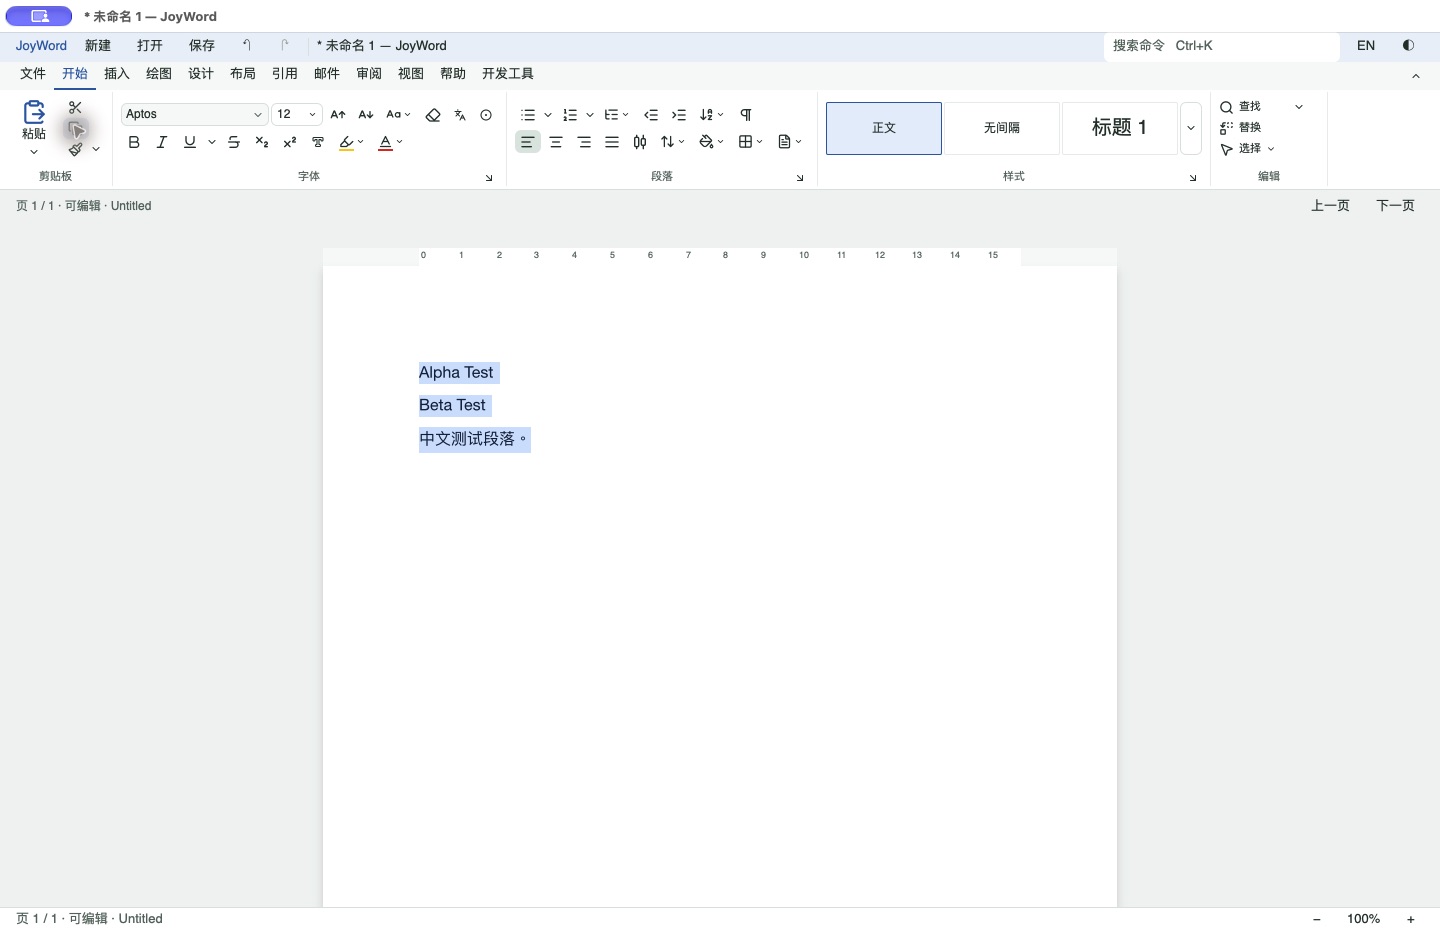 * 未命名 1 — JoyWord
JoyWord 新建 打开 保存 * 未命名 1 — JoyWord 搜索命令 Ctrl+K EN
文件 开始 插入 绘图 设计 布局 引用 邮件 审阅 视图 帮助 开发工具
粘贴
剪贴板
Aptos 12 Aa
B I U S X₂ X² A
字体
段落
正文 无间隔 标题 1
样式
查找
替换
选择
编辑
页 1 / 1 · 可编辑 · Untitled 上一页 下一页
0 1 2 3 4 5 6 7 8 9 10 11 12 13 14 15
Alpha Test
Beta Test
中文测试段落。
页 1 / 1 · 可编辑 · Untitled − 100% +